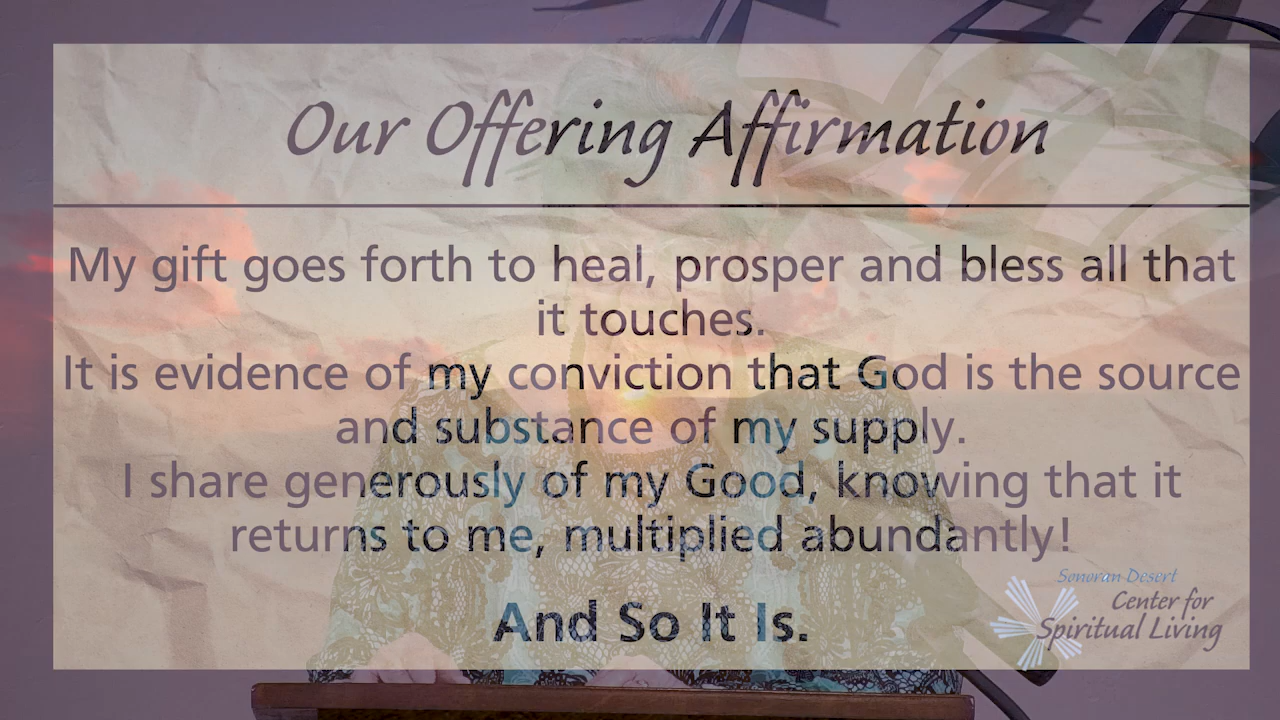 Our Offering Affirmation
My gift goes forth to heal, prosper and bless all that
it touches.
It is evidence of my conviction that God is the source
and substance of my supply.
I share generously of my Good, knowing that it
returns to me, multiplied abundantly!
And So It Is.
Sonoran Desert
Center for
Spiritual Living